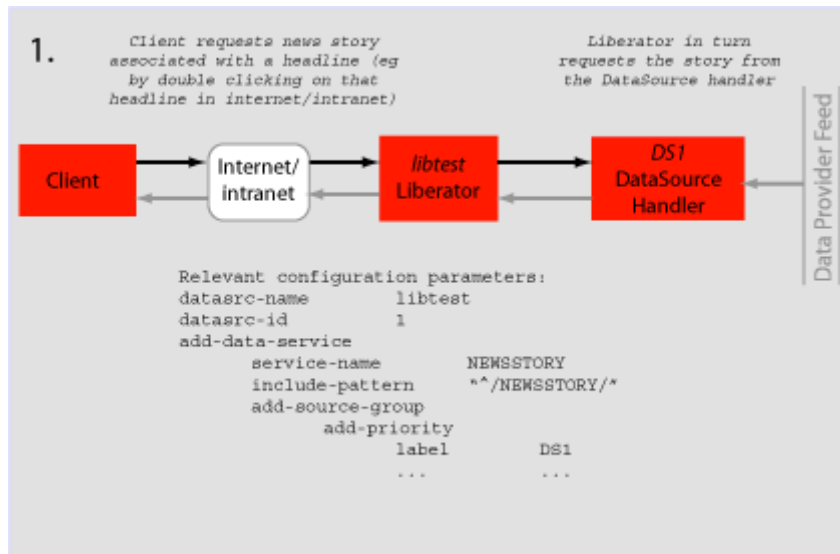 1.
Client requests news story
associated with a headline (eg
by double clicking on that
headline in internet/intranet)
Liberator in turn
requests the story from
the DataSource handler
Client
Internet/
intranet
libtest
Liberator
DS1
DataSource
Handler
Data Provider Feed
Relevant configuration parameters:
datasrc-name libtest
datasrc-id 1
add-data-service
service-name NEWSSTORY
include-pattern "^/NEWSSTORY/"
add-source-group
add-priority
label DS1
... ...